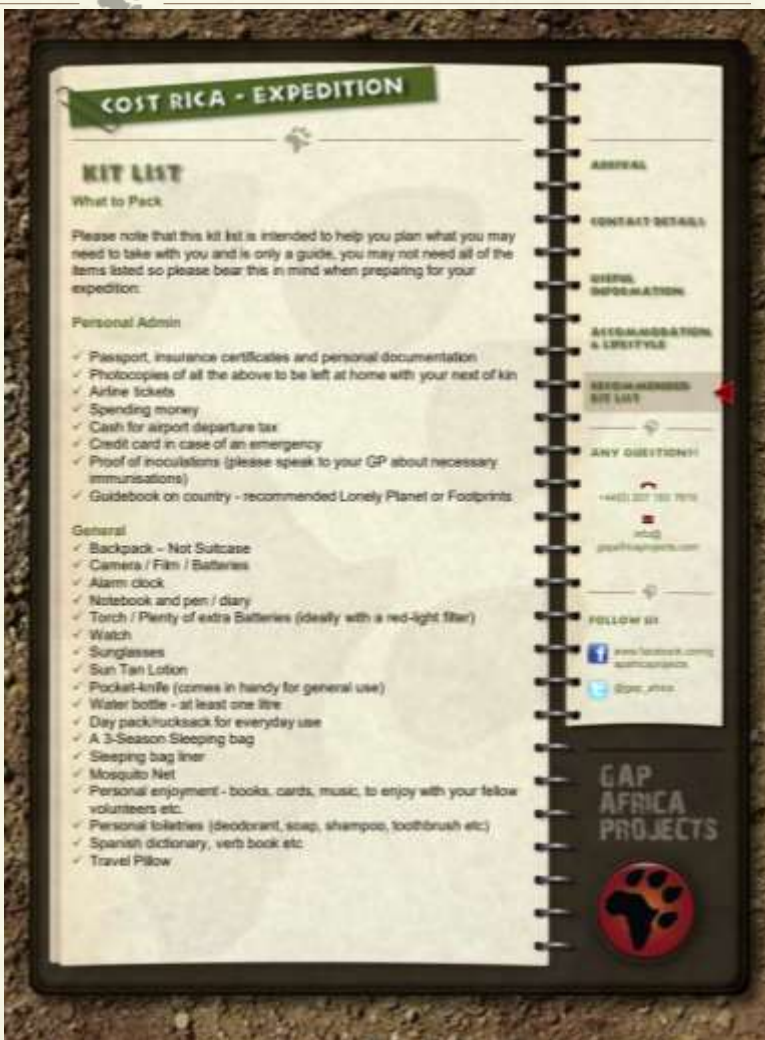 COST RICA - EXPEDITION
KIT LIST
What to Pack
Please note that this kit list is intended to help you plan what you may
need to take with you and is only a guide, you may not need all of the
items listed so please bear this in mind when preparing for your
expedition:
Personal Admin
✓ Passport, insurance certificates and personal documentation
✓ Photocopies of all the above to be left at home with your next of kin
✓ Airline tickets
✓ Spending money
✓ Cash for airport departure tax
✓ Credit card in case of an emergency
✓ Proof of inoculations (please speak to your GP about necessary
immunisations)
✓ Guidebook on country - recommended Lonely Planet or Footprints
General
✓ Backpack – Not Suitcase
✓ Camera / Film / Batteries
✓ Alarm clock
✓ Notebook and pen / diary
✓ Torch / Plenty of extra Batteries (ideally with a red-light filter)
✓ Watch
✓ Sunglasses
✓ Sun Tan Lotion
✓ Pocket-knife (comes in handy for general use)
✓ Water bottle - at least one litre
✓ Day pack/rucksack for everyday use
✓ A 3-Season Sleeping bag
✓ Sleeping bag liner
✓ Mosquito Net
✓ Personal enjoyment - books, cards, music, to enjoy with your fellow
volunteers etc.
✓ Personal toiletries (deodorant, soap, shampoo, toothbrush etc)
✓ Spanish dictionary, verb book etc
✓ Travel Pillow
ARRIVAL
CONTACT DETAILS
USEFUL
INFORMATION
ACCOMMODATION
& LIFESTYLE
RECOMMENDED
KIT LIST
ANY QUESTIONS?
info@
gapafricaprojects.com
FOLLOW US
www.facebook.com/g
apafricaprojects
@gap_africa
GAP
AFRICA
PROJECTS